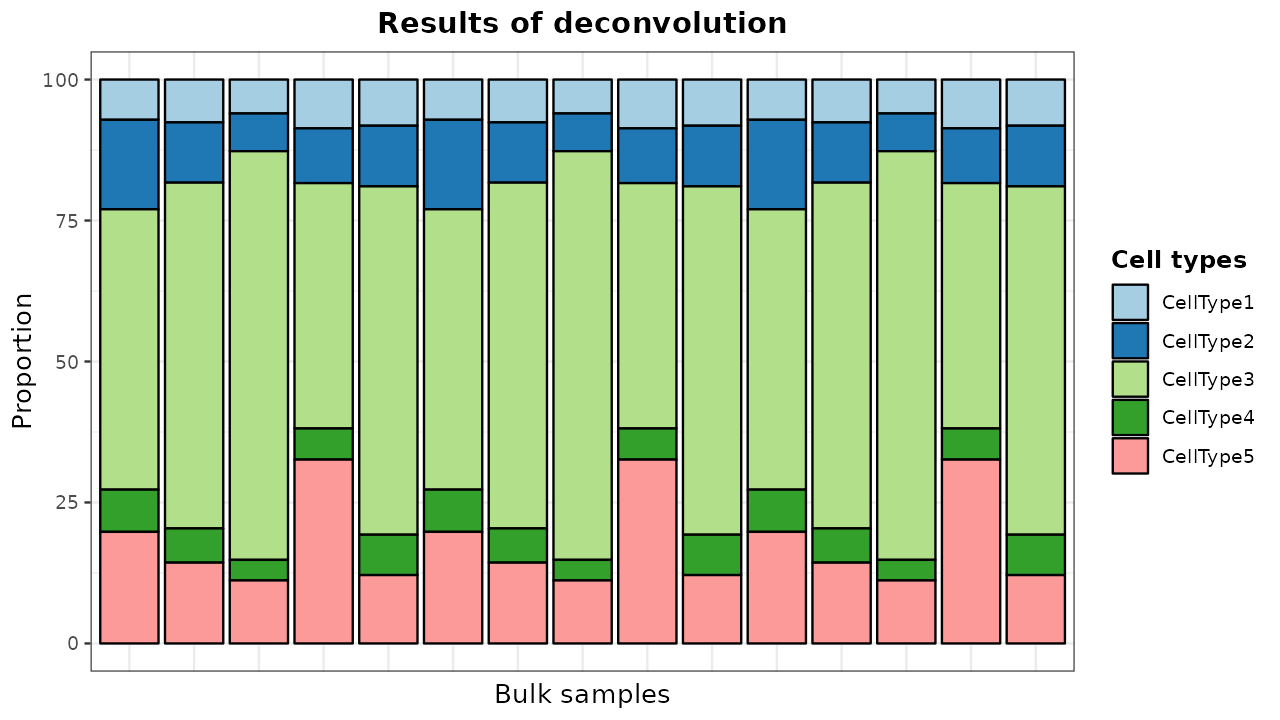 Results of deconvolution
100
75
50
25
0
Proportion
Bulk samples
Cell types
CellType1
CellType2
CellType3
CellType4
CellType5